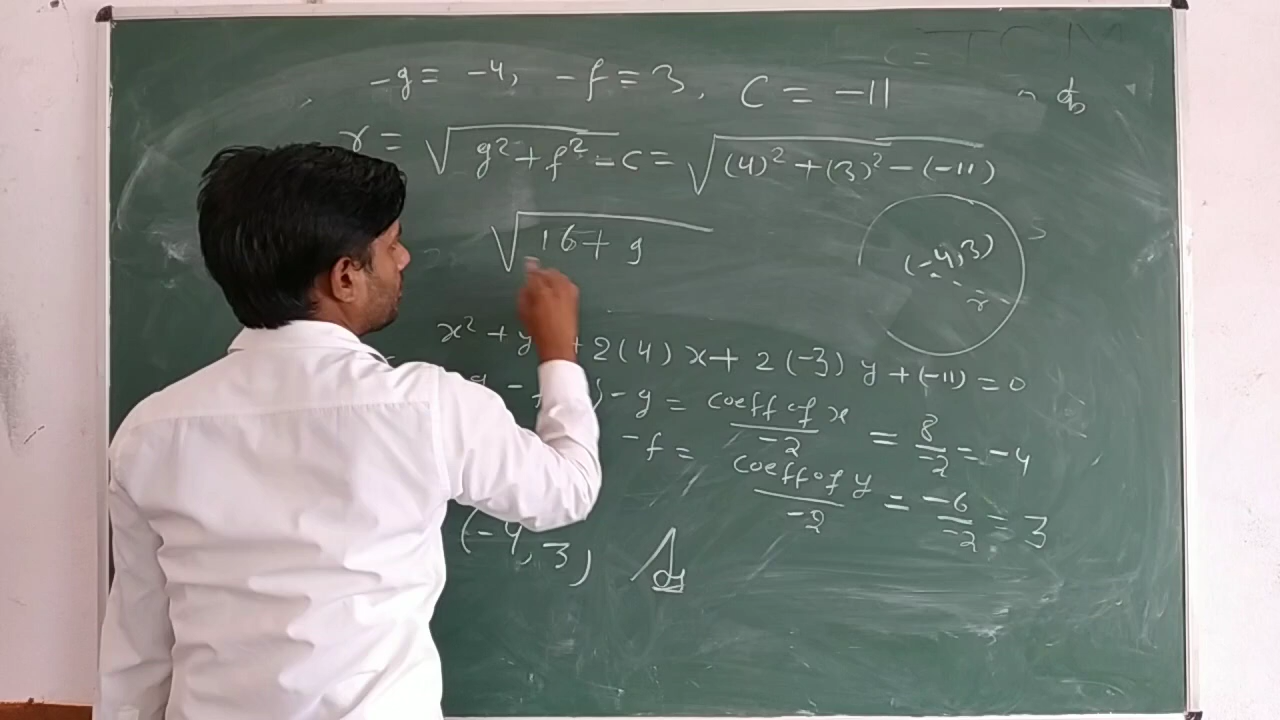 -g = -4, -f = 3, C = -11
r = √(g² + f² - c) = √((4)² + (3)² - (-11))
√(16 + 9
(-4, 3)
r
x² + y + 2(4)x + 2(-3)y + (-11) = 0
-g = coeff of x / -2 = 8 / -2 = -4
-f = coeff of y / -2 = -6 / -2 = 3
(-4, 3)